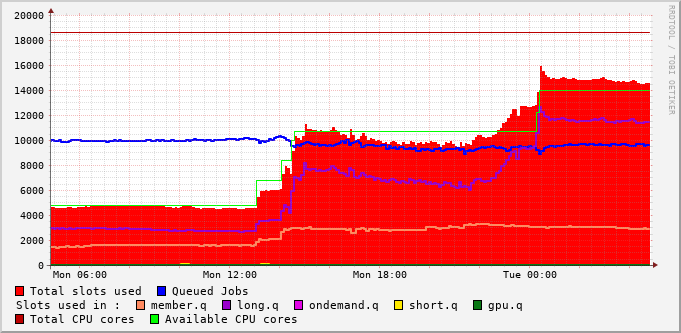 20000
18000
16000
14000
12000
10000
8000
6000
4000
2000
0
Mon 06:00 Mon 12:00 Mon 18:00 Tue 00:00
Total slots used Queued Jobs
Slots used in : member.q long.q ondemand.q short.q gpu.q
Total CPU cores Available CPU cores
RRDTOOL / TOBI OETIKER